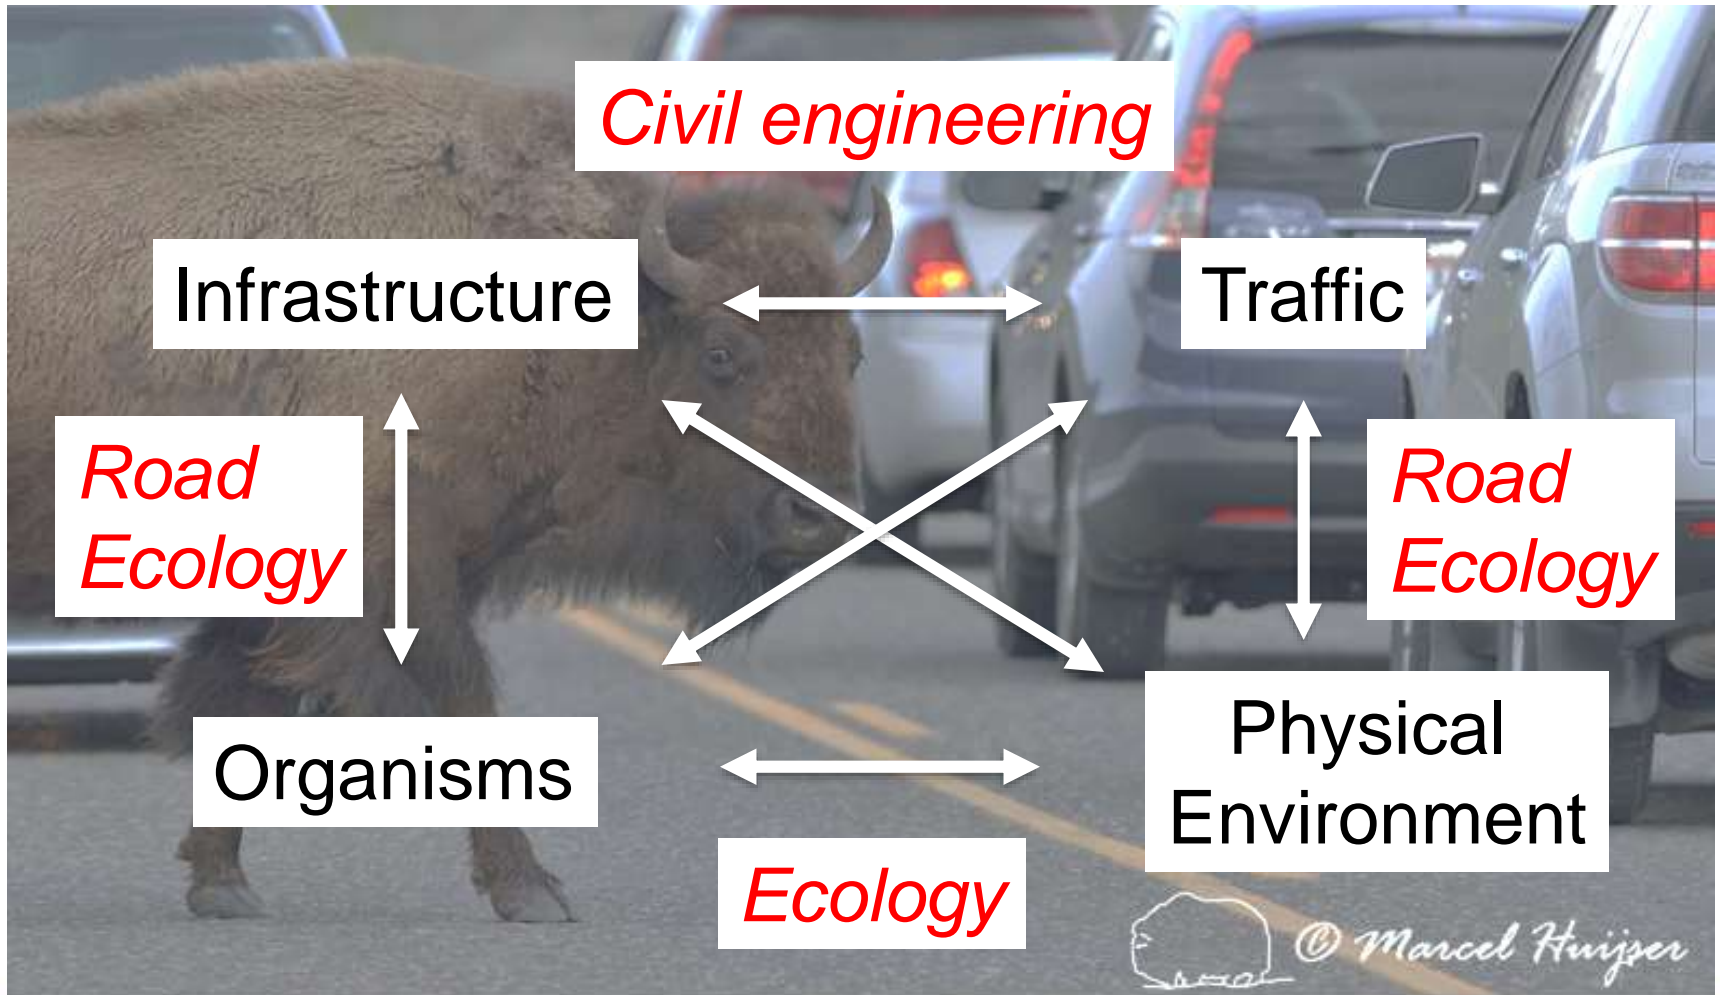 Civil engineering
Infrastructure
Traffic
Road
Ecology
Road
Ecology
Organisms
Physical
Environment
Ecology
© Marcel Huijser